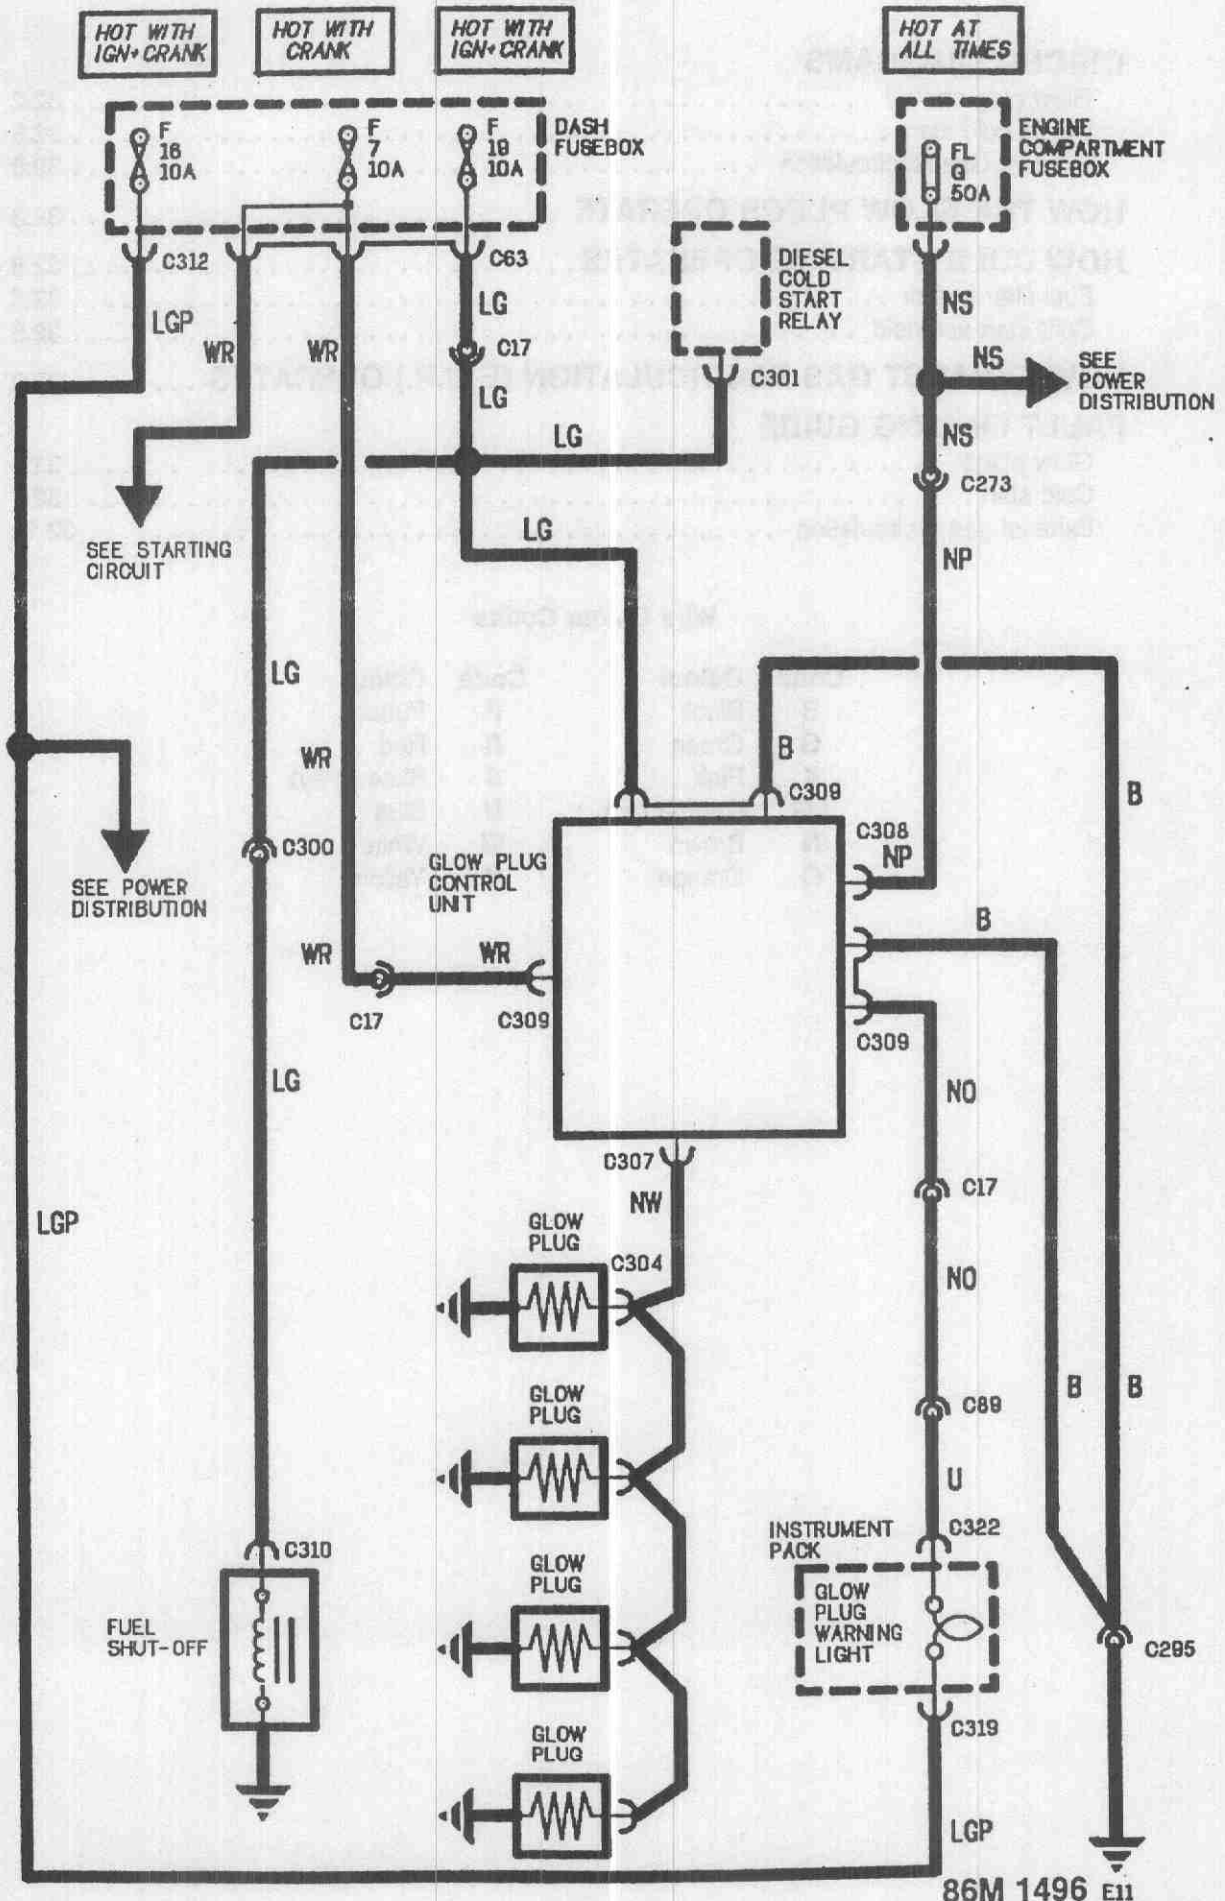 HOT WITH
IGN+CRANK
HOT WITH
CRANK
HOT WITH
IGN+CRANK
HOT AT
ALL TIMES
F
16
10A
F
7
10A
F
19
10A
DASH
FUSEBOX
FL
G
50A
ENGINE
COMPARTMENT
FUSEBOX
C312
C63
DIESEL
COLD
START
RELAY
LGP
WR
WR
LG
NS
C17
C301
NS
SEE
POWER
DISTRIBUTION
LG
LG
NS
C273
SEE STARTING
CIRCUIT
LG
NP
LG
WR
B
C309
B
C300
GLOW PLUG
CONTROL
UNIT
C308
NP
SEE POWER
DISTRIBUTION
B
WR
WR
C17
C309
C309
LG
NO
C307
C17
NW
LGP
GLOW
PLUG
C304
NO
GLOW
PLUG
B
B
C89
U
C310
INSTRUMENT
PACK
C322
GLOW
PLUG
FUEL
SHUT-OFF
GLOW
PLUG
WARNING
LIGHT
C295
GLOW
PLUG
C319
LGP
86M 1496
E11